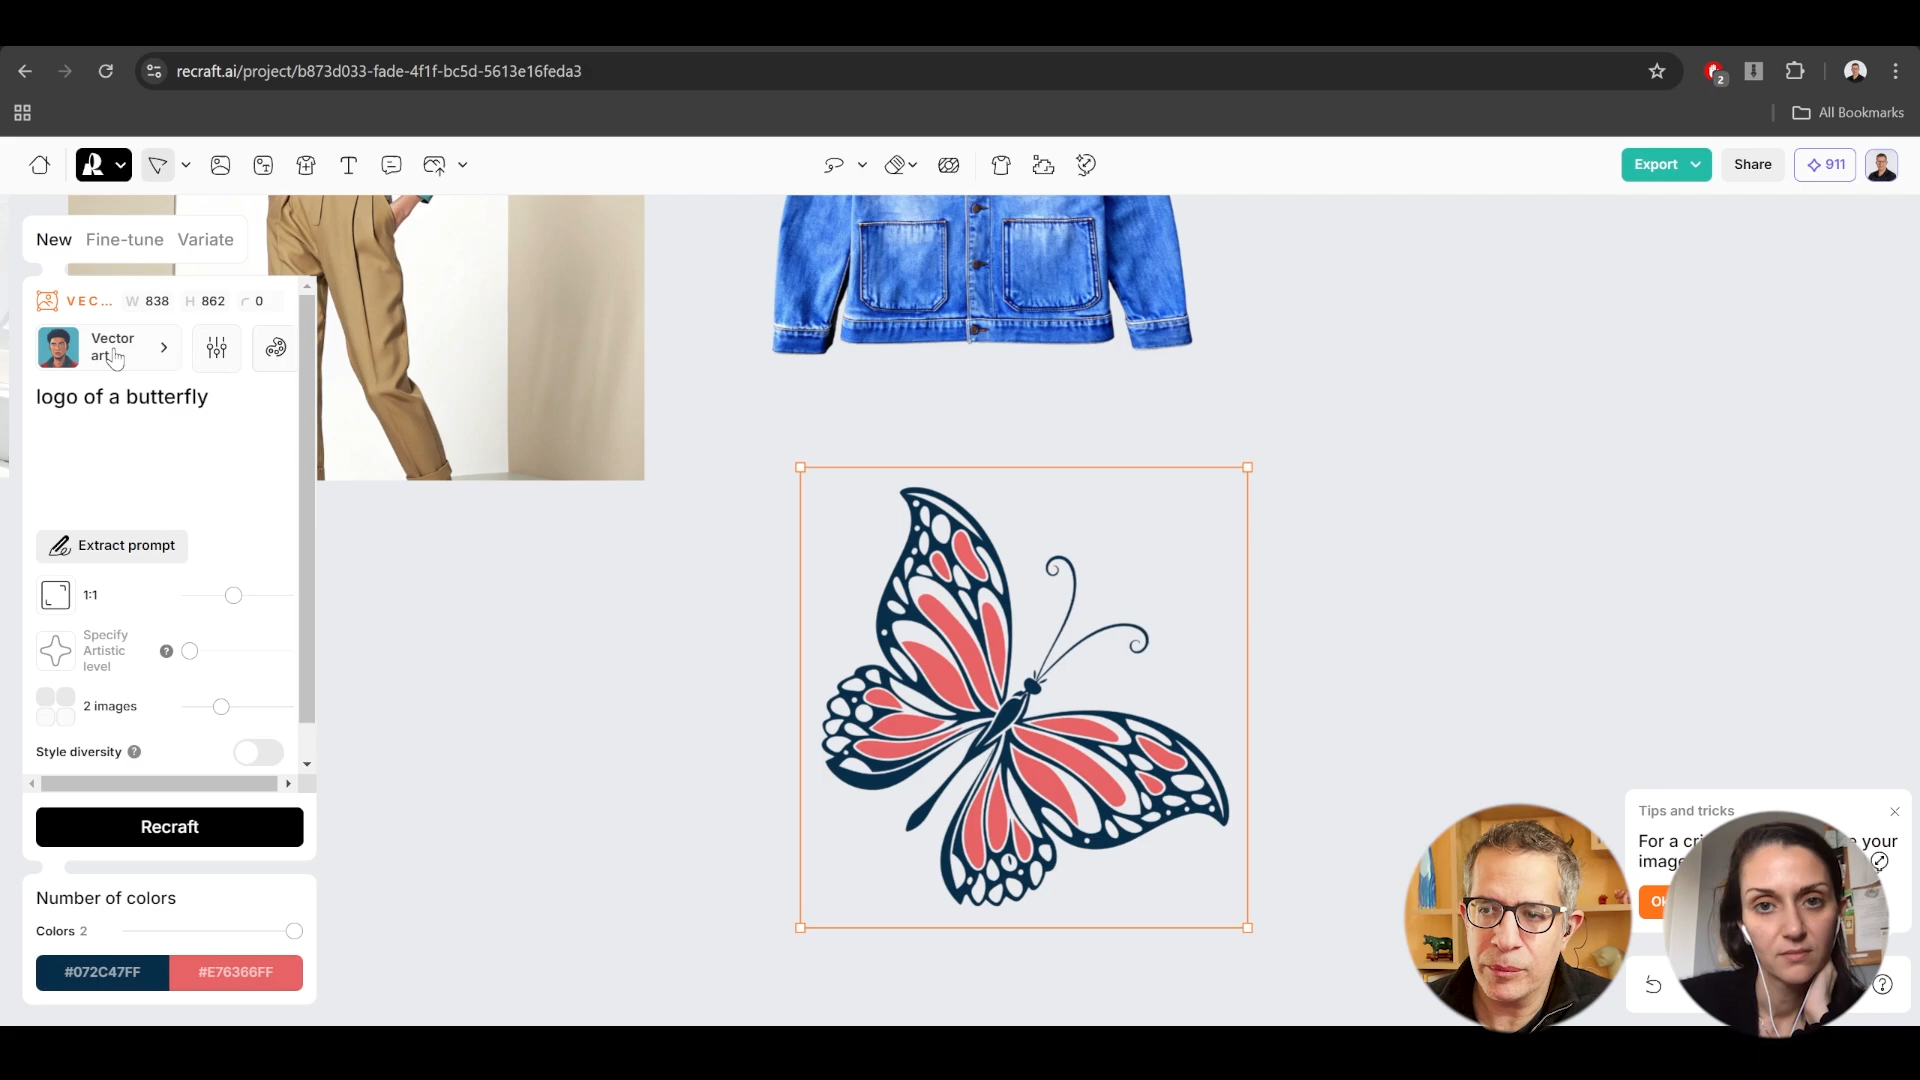 recraft.ai/project/b873d033-fade-4f1f-bc5d-5613e16feda3
2
All Bookmarks
Export
Share
911
New Fine-tune Variate
VEC... W 838 H 862 0
Vector
art
logo of a butterfly
Extract prompt
1:1
Specify
Artistic
level
?
2 images
Style diversity ?
Recraft
Number of colors
Colors 2
#072C47FF #E76366FF
Tips and tricks
For a your
?